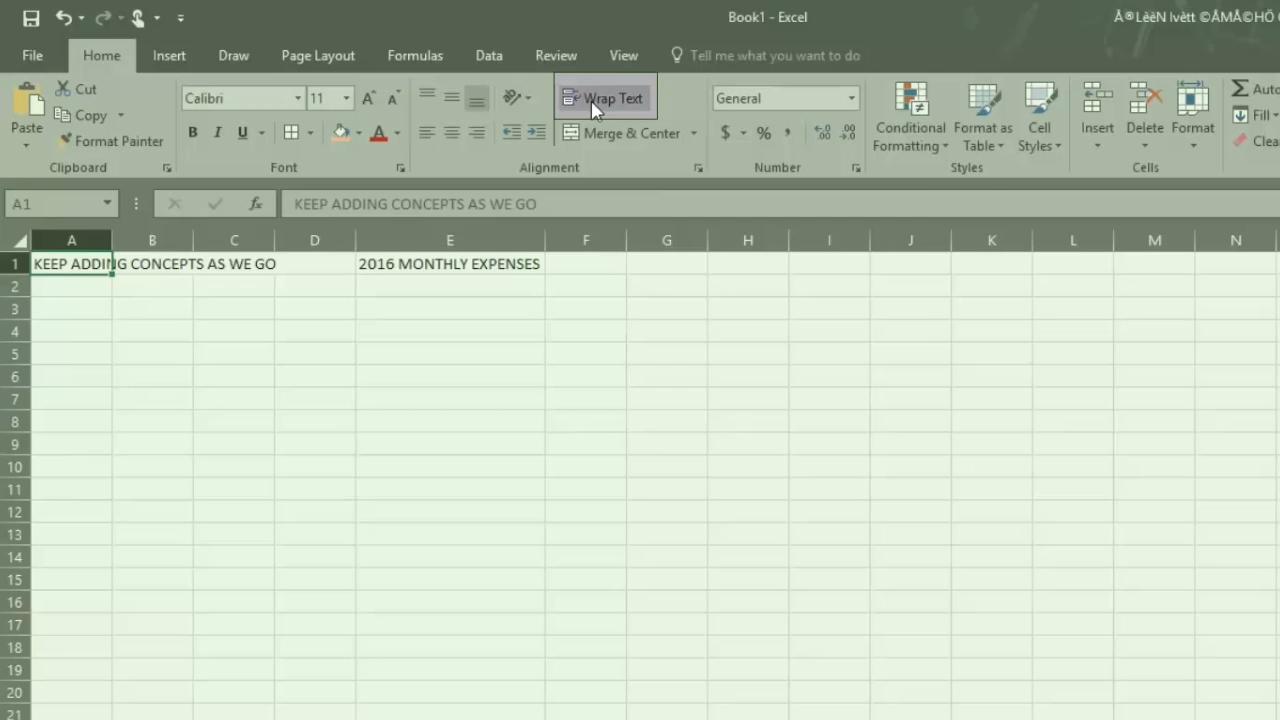 Book1 - Excel
File Home Insert Draw Page Layout Formulas Data Review View Tell me what you want to do
Cut
Copy
Format Painter
Paste
Clipboard
Calibri 11
B I U
Font
Wrap Text
Merge & Center
Alignment
General
$ % ,
Number
Conditional Formatting
Format as Table
Cell Styles
Styles
Insert Delete Format
Cells
Fill
A1 fx KEEP ADDING CONCEPTS AS WE GO
A B C D E F G H I J K L M N
1 KEEP ADDING CONCEPTS AS WE GO 2016 MONTHLY EXPENSES
2
3
4
5
6
7
8
9
10
11
12
13
14
15
16
17
18
19
20
21